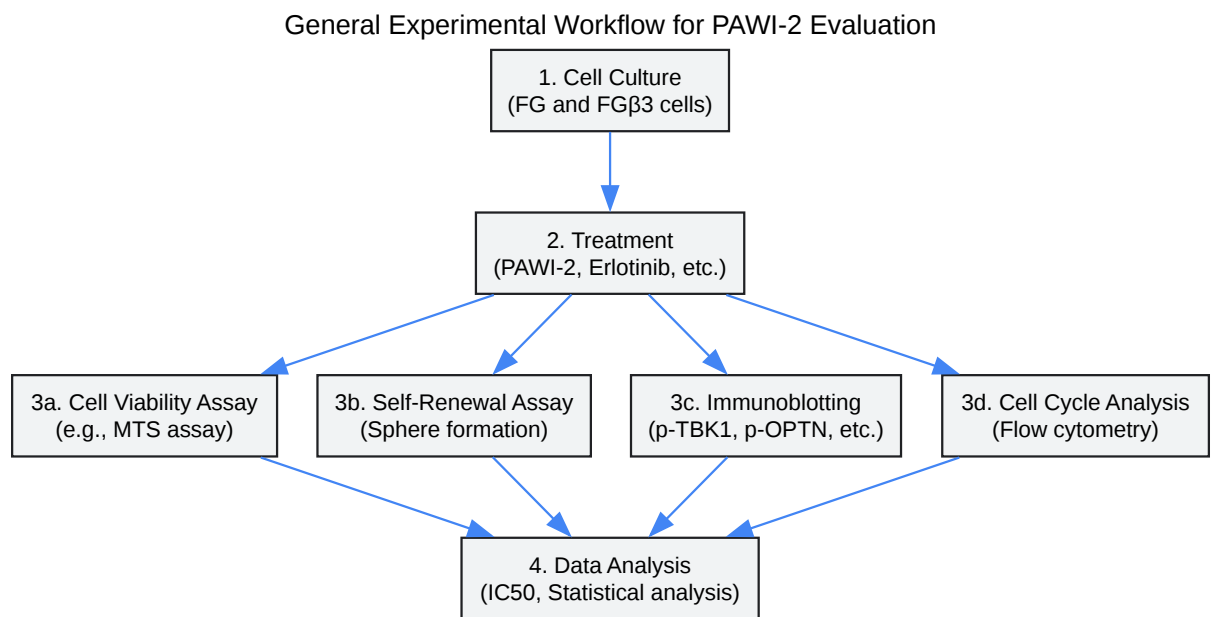 General Experimental Workflow for PAWI-2 Evaluation
1. Cell Culture
(FG and FGβ3 cells)
2. Treatment
(PAWI-2, Erlotinib, etc.)
3a. Cell Viability Assay
(e.g., MTS assay)
3b. Self-Renewal Assay
(Sphere formation)
3c. Immunoblotting
(p-TBK1, p-OPTN, etc.)
3d. Cell Cycle Analysis
(Flow cytometry)
4. Data Analysis
(IC50, Statistical analysis)